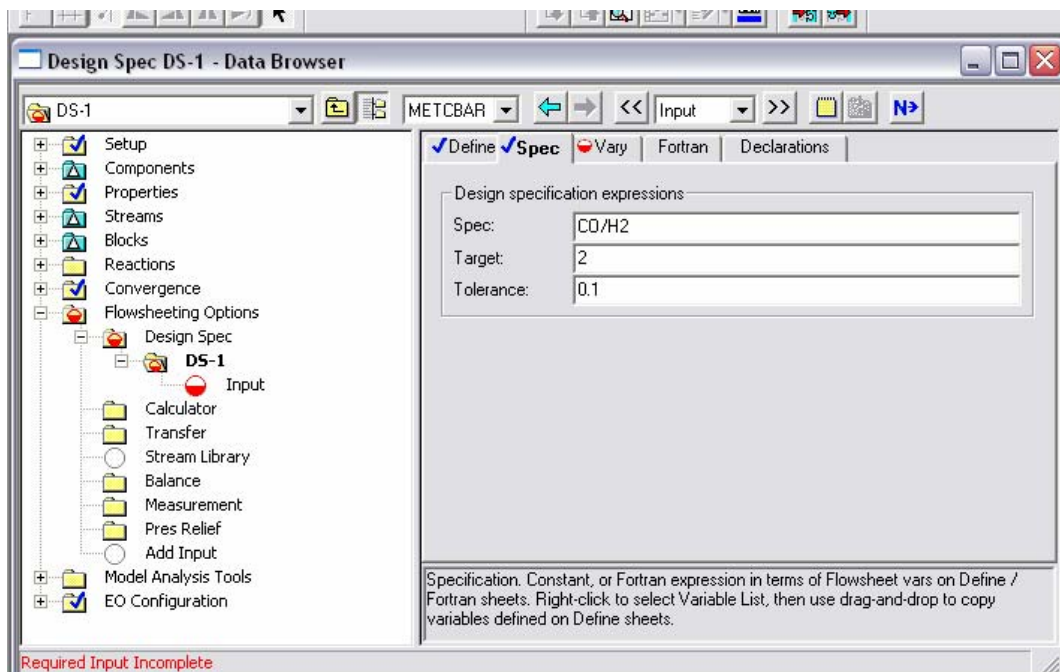 Design Spec DS-1 - Data Browser
DS-1
METCBAR
<<
Input
>>
N>
Setup
Components
Properties
Streams
Blocks
Reactions
Convergence
Flowsheeting Options
Design Spec
DS-1
Input
Calculator
Transfer
Stream Library
Balance
Measurement
Pres Relief
Add Input
Model Analysis Tools
EO Configuration
Define Spec Vary Fortran Declarations
Design specification expressions
Spec: CO/H2
Target: 2
Tolerance: 0.1
Specification. Constant, or Fortran expression in terms of Flowsheet vars on Define /
Fortran sheets. Right-click to select Variable List, then use drag-and-drop to copy
variables defined on Define sheets.
Required Input Incomplete